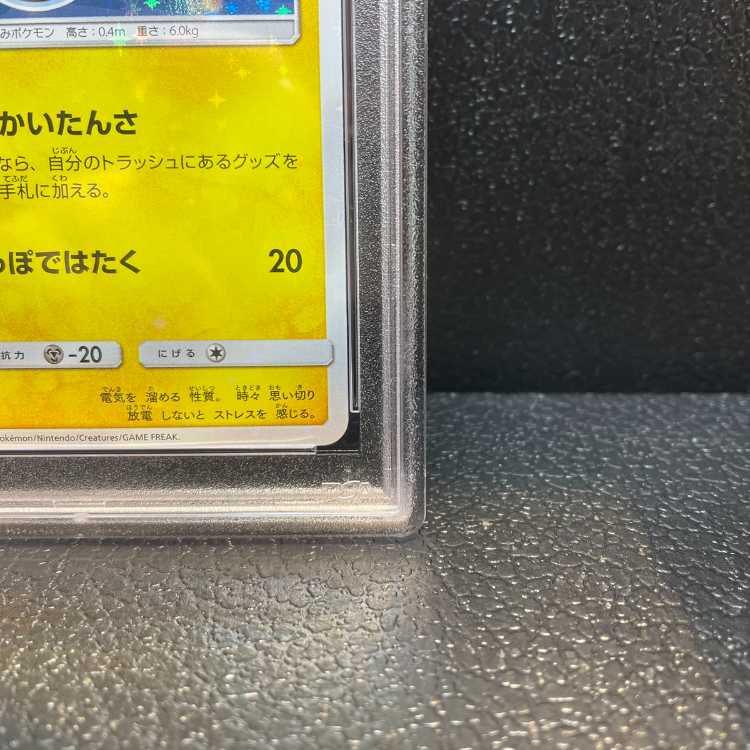 みポケモン 高さ:0.4m 重さ:6.0kg
かいたんさ
なら、自分のトラッシュにあるグッズを
手札に加える。
っぽではたく 20
抗力 -20 にげる
電気を 溜める 性質。 時々 思い切り
放電 しないと ストレスを 感じる。
okémon/Nintendo/Creatures/GAME FREAK.